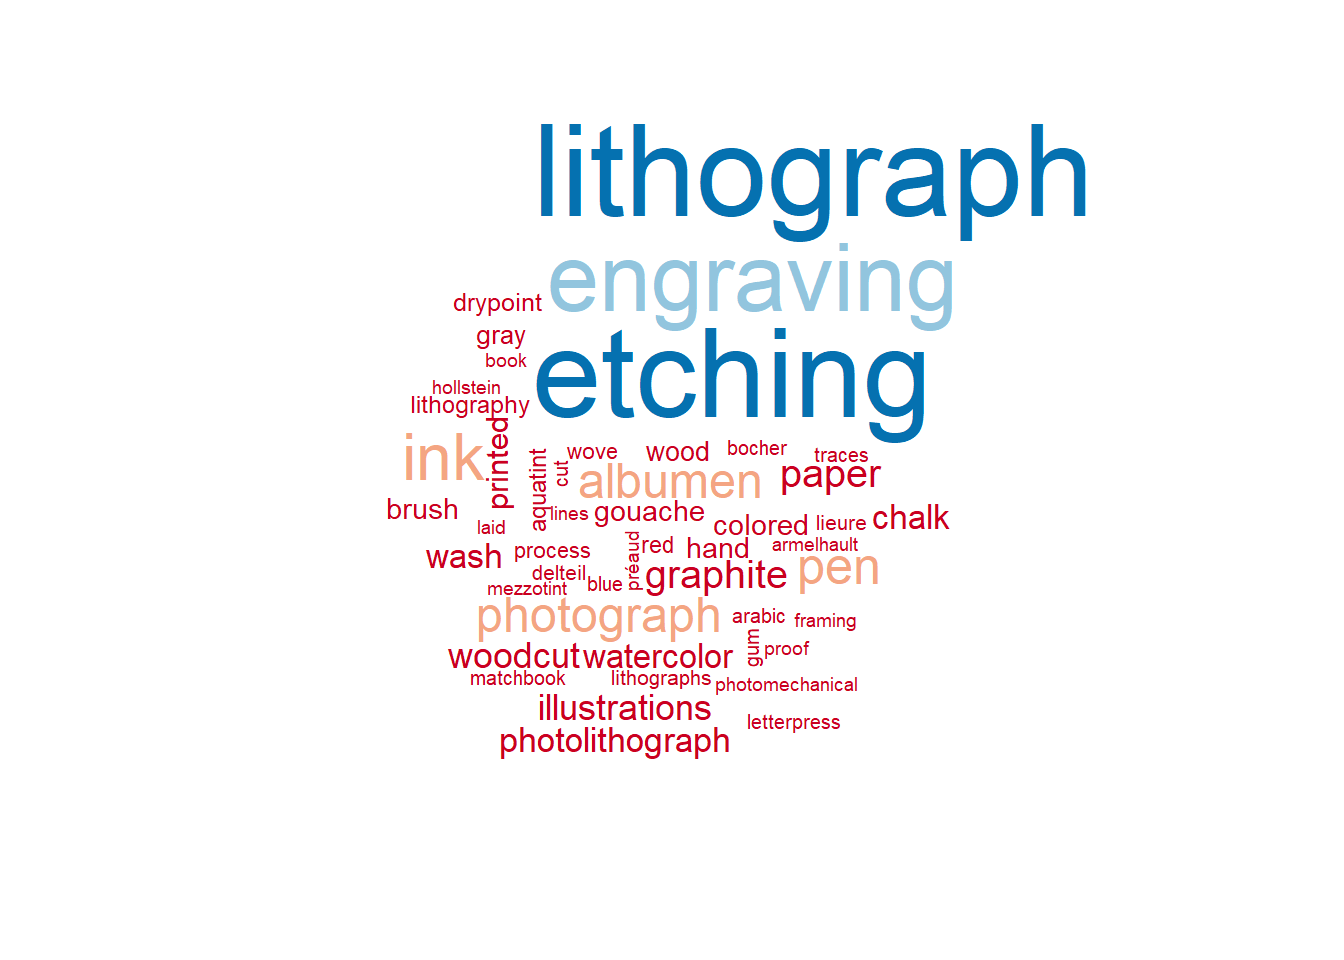 lithograph
engraving
drypoint
gray
etching
book
hollstein
lithography
ink
printed
aquatint
cut
wove
wood
bocher
traces
albumen
paper
brush
laid
lines
gouache
colored
lieure
chalk
wash
process
préaud
red
hand
armelhault
delteil
mezzotint
blue
graphite
pen
photograph
arabic
framing
woodcut
watercolor
gum
proof
matchbook
lithographs
photomechanical
illustrations
letterpress
photolithograph